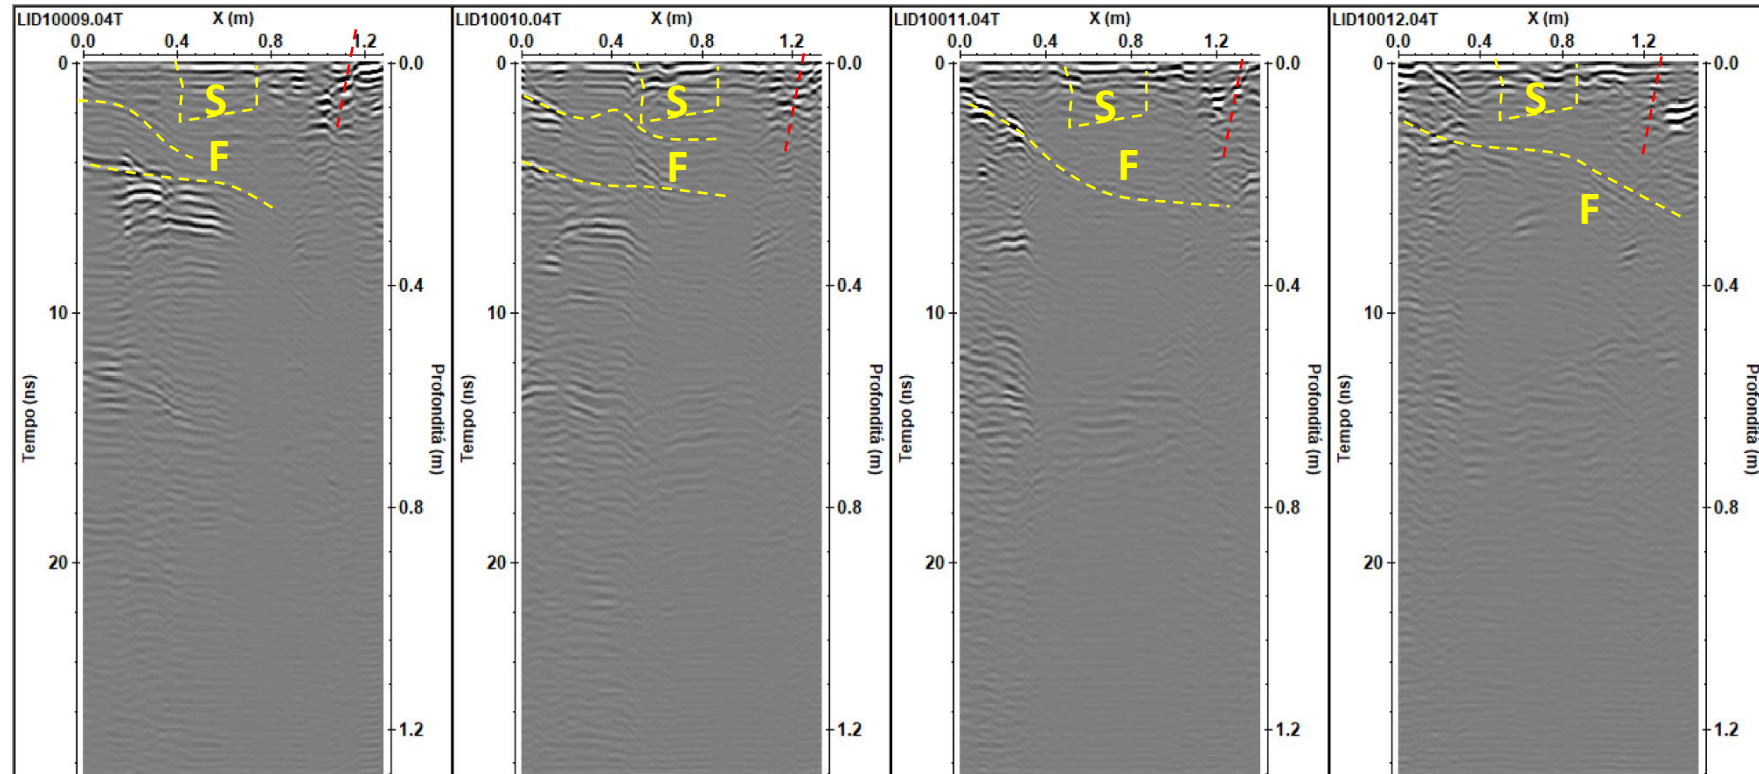 LID10009.04T X (m)
0.0 0.4 0.8 1.2
0 0.0
S
F
0.4
10
Tempo (ns) Profonditá (m)
0.8
20
1.2
LID10010.04T X (m)
0.0 0.4 0.8 1.2
0 0.0
S
F
0.4
10
Tempo (ns) Profonditá (m)
0.8
20
1.2
LID10011.04T X (m)
0.0 0.4 0.8 1.2
0 0.0
S
F
0.4
10
Tempo (ns) Profonditá (m)
0.8
20
1.2
LID10012.04T X (m)
0.0 0.4 0.8 1.2
0 0.0
S
F
0.4
10
Tempo (ns) Profonditá (m)
0.8
20
1.2